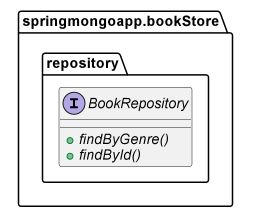 springmongoapp.bookStore
repository
I BookRepository
findByGenre()
findById()